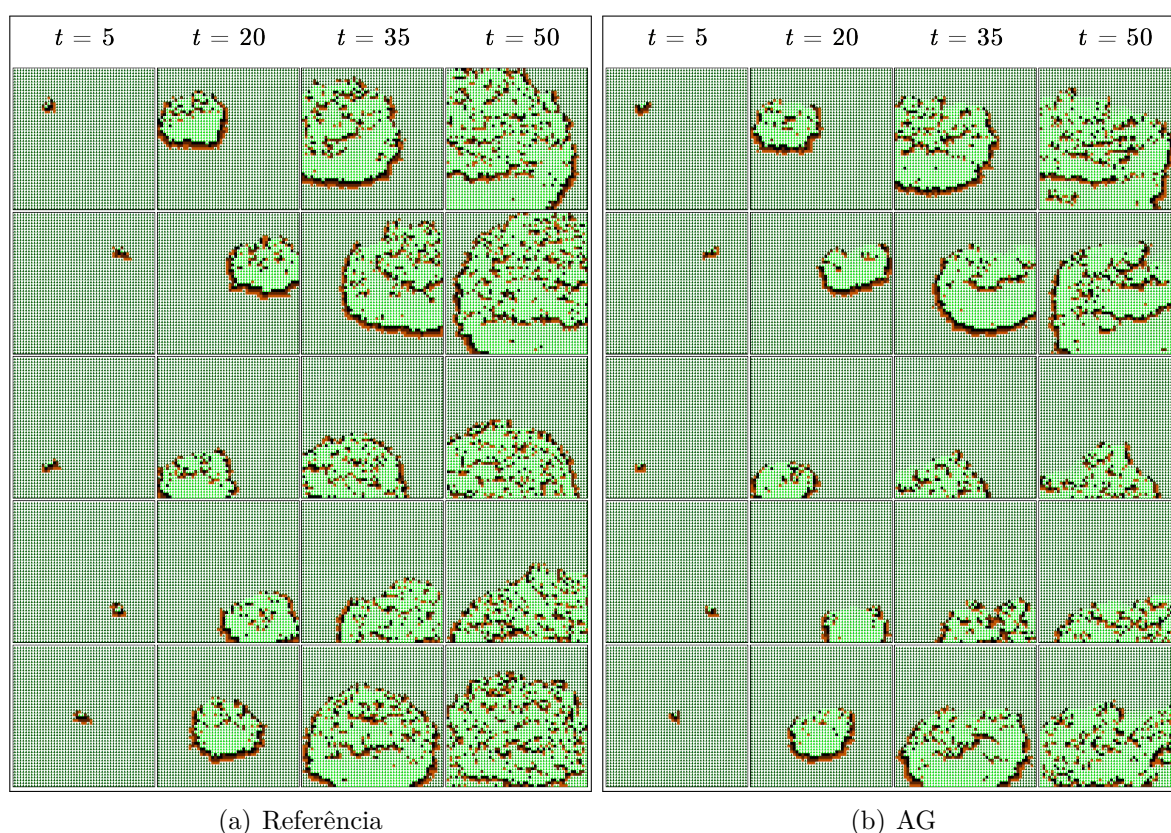 t = 5 t = 20 t = 35 t = 50 t = 5 t = 20 t = 35 t = 50
(a) Referência (b) AG